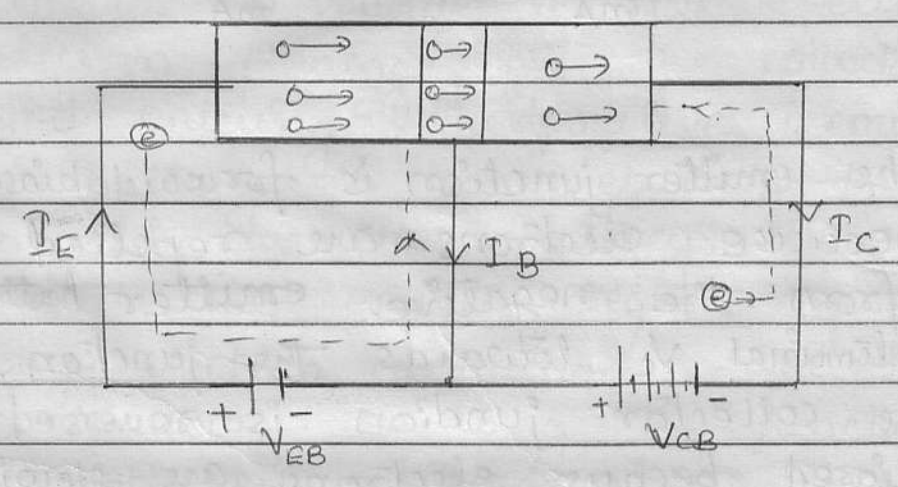 e
I_E
I_B
I_C
e
+ -
V_EB
+ -
V_CB